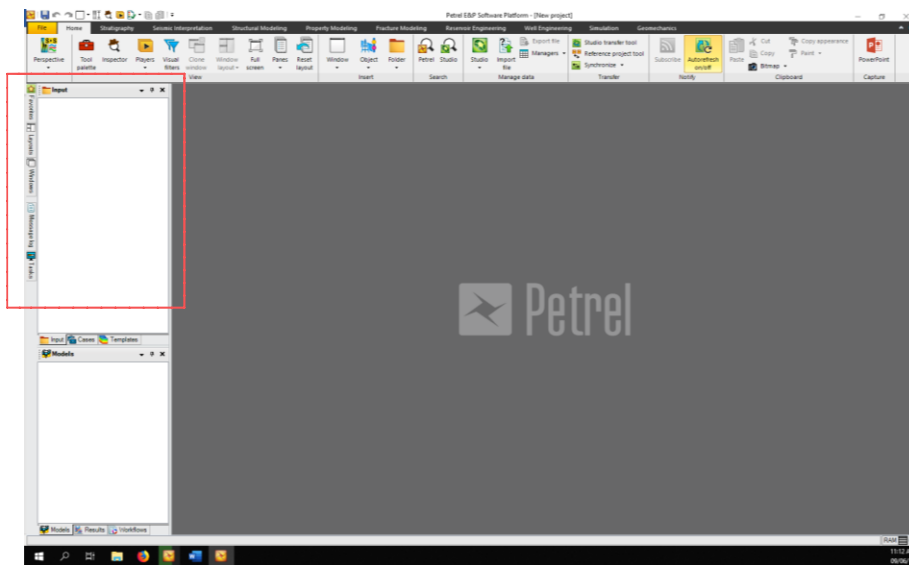 Petrel E&P Software Platform - [New project]
File Home Stratigraphy Seismic Interpretation Structural Modeling Property Modeling Fracture Modeling Reservoir Engineering Well Engineering Simulation Geomechanics
Perspective Tool palette Inspector Players Visual filters Clone window Window layout Full screen Panes Reset layout Window Object Folder Petrel Studio Studio Import file
Export file
Managers
Studio transfer tool
Reference project tool
Synchronize
Subscribe Autorefresh on/off Paste
Cut
Copy
Bitmap
Copy appearance
Paint
PowerPoint
View Insert Search Manage data Transfer Notify Clipboard Capture
Favorites
Layouts
Windows
Message log
Tasks
Input
Input Cases Templates
Models
Models Results Workflows
Petrel
RAM
11:12 A